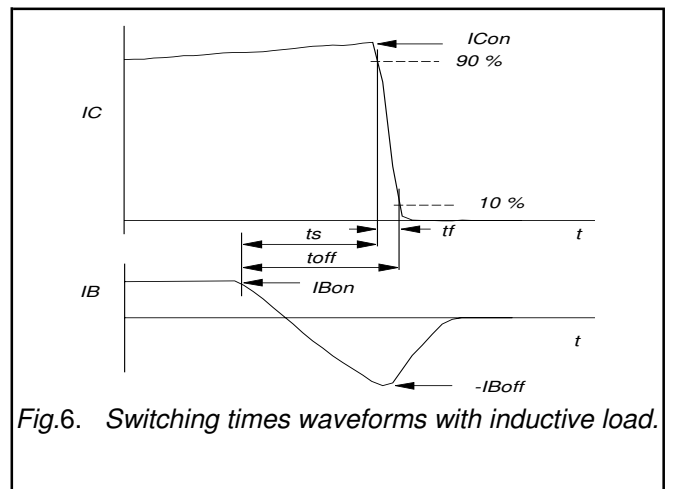 ICon
90 %
IC
10 %
ts
tf
t
toff
IB
IBon
t
-IBoff
Fig.6. Switching times waveforms with inductive load.